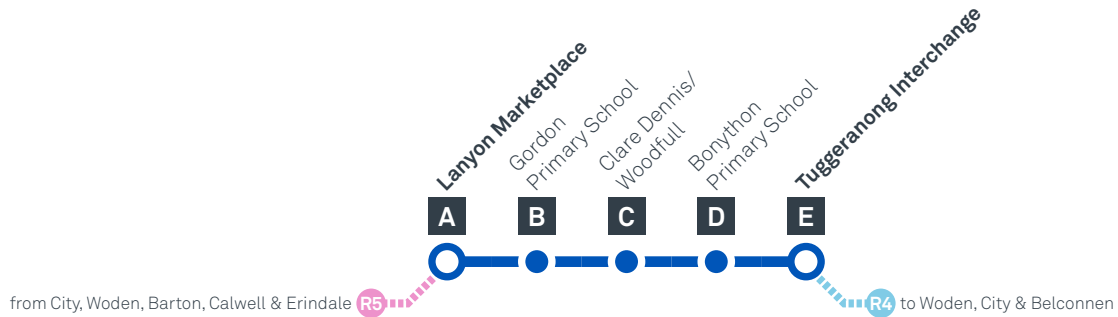 Lanyon Marketplace
Gordon
Primary School
Clare Dennis/
Woodfull
Bonython
Primary School
Tuggeranong Interchange
A
B
C
D
E
from City, Woden, Barton, Calwell & Erindale R5
R4 to Woden, City & Belconnen